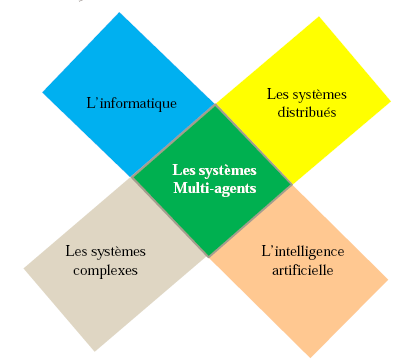 L'informatique
Les systèmes
distribués
Les systèmes
Multi-agents
Les systèmes
complexes
L'intelligence
artificielle